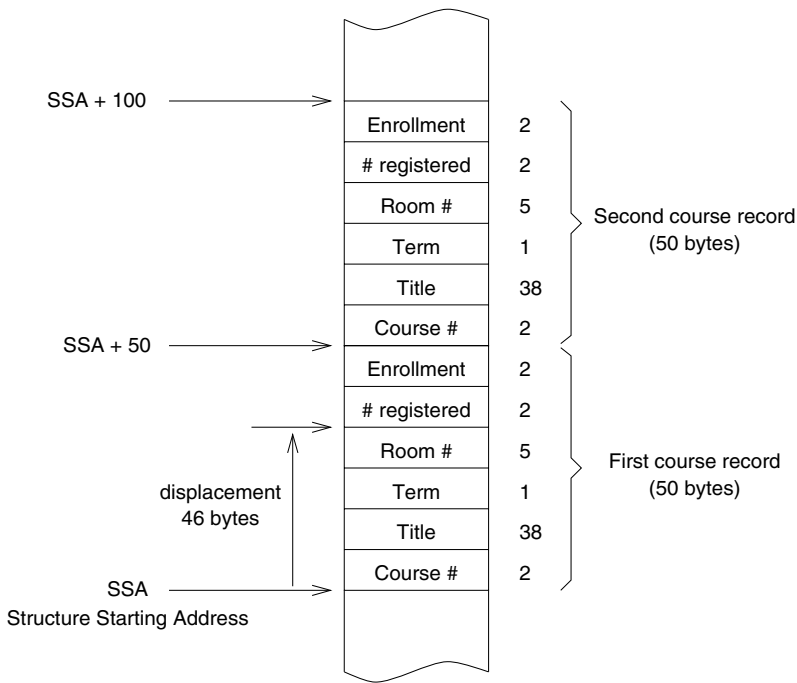 SSA + 100
Enrollment 2
# registered 2
Room # 5
Term 1
Title 38
Course # 2
Second course record
(50 bytes)
SSA + 50
Enrollment 2
# registered 2
Room # 5
Term 1
Title 38
Course # 2
First course record
(50 bytes)
displacement
46 bytes
SSA
Structure Starting Address